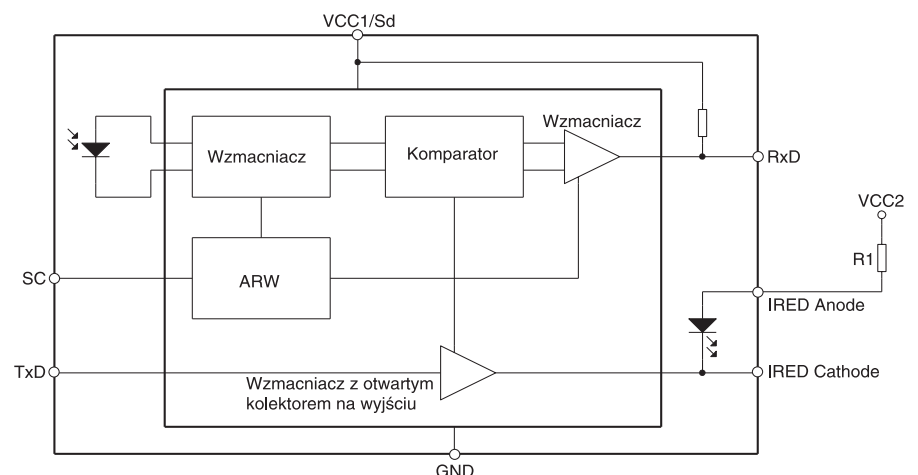 VCC1/Sd
Wzmacniacz
Wzmacniacz
Komparator
RxD
VCC2
R1
SC
ARW
IRED Anode
TxD
Wzmacniacz z otwartym
kolektorem na wyjściu
IRED Cathode
GND